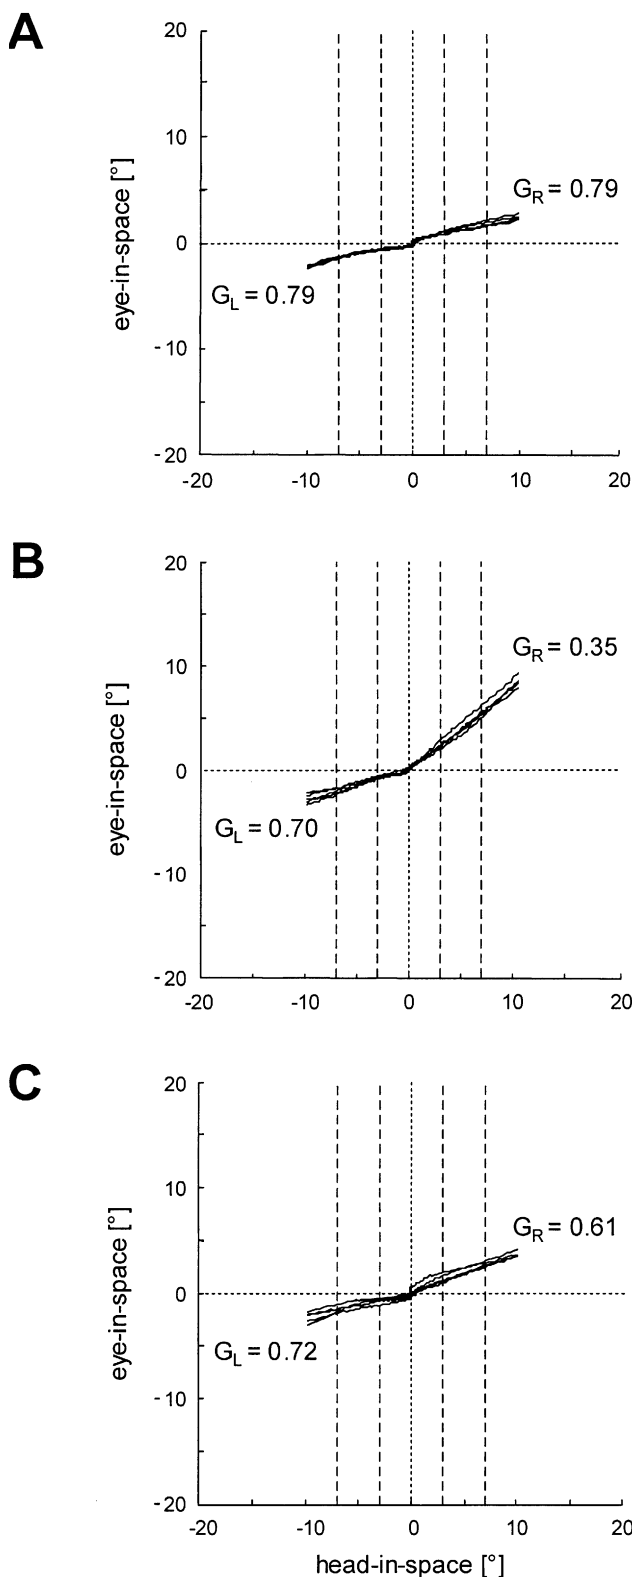 A
20
10
0
-10
-20
-20
-10
0
10
20
eye-in-space [°]
G_R = 0.79
G_L = 0.79
B
20
10
0
-10
-20
-20
-10
0
10
20
eye-in-space [°]
G_R = 0.35
G_L = 0.70
C
20
10
0
-10
-20
-20
-10
0
10
20
eye-in-space [°]
G_R = 0.61
G_L = 0.72
head-in-space [°]